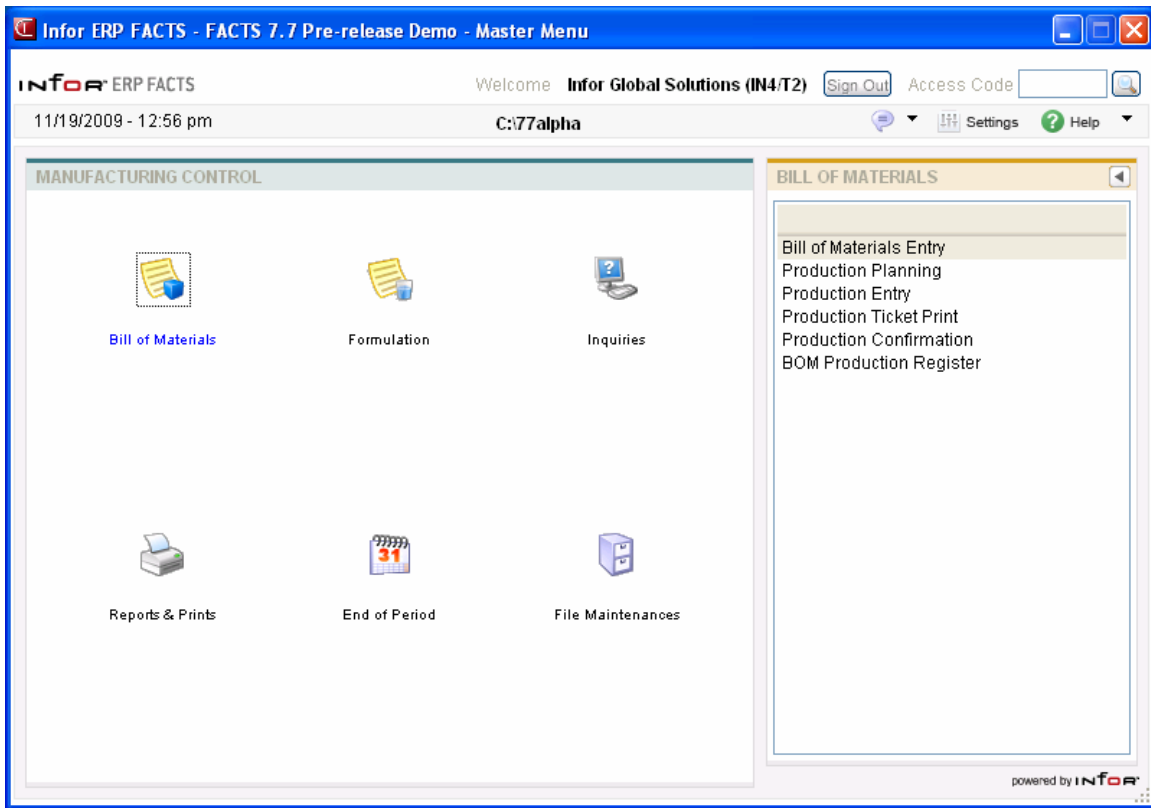 Infor ERP FACTS - FACTS 7.7 Pre-release Demo - Master Menu
infor ERP FACTS
Welcome Infor Global Solutions (IN4/T2) Sign Out Access Code
11/19/2009 - 12:56 pm C:\77alpha Settings ? Help
MANUFACTURING CONTROL
Bill of Materials Formulation Inquiries
31
Reports & Prints End of Period File Maintenances
BILL OF MATERIALS
Bill of Materials Entry
Production Planning
Production Entry
Production Ticket Print
Production Confirmation
BOM Production Register
powered by infor